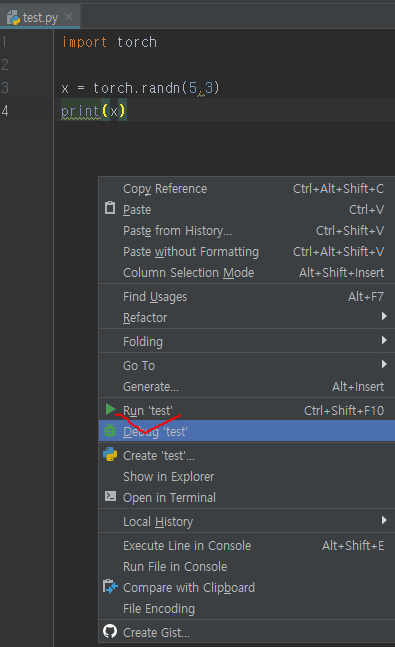 test.py
1 import torch
2
3 x = torch.randn(5,3)
4 print(x)
Copy Reference Ctrl+Alt+Shift+C
Paste Ctrl+V
Paste from History... Ctrl+Shift+V
Paste without Formatting Ctrl+Alt+Shift+V
Column Selection Mode Alt+Shift+Insert
Find Usages Alt+F7
Refactor
Folding
Go To
Generate... Alt+Insert
Run 'test' Ctrl+Shift+F10
Debug 'test'
Create 'test'...
Show in Explorer
Open in Terminal
Local History
Execute Line in Console Alt+Shift+E
Run File in Console
Compare with Clipboard
File Encoding
Create Gist...